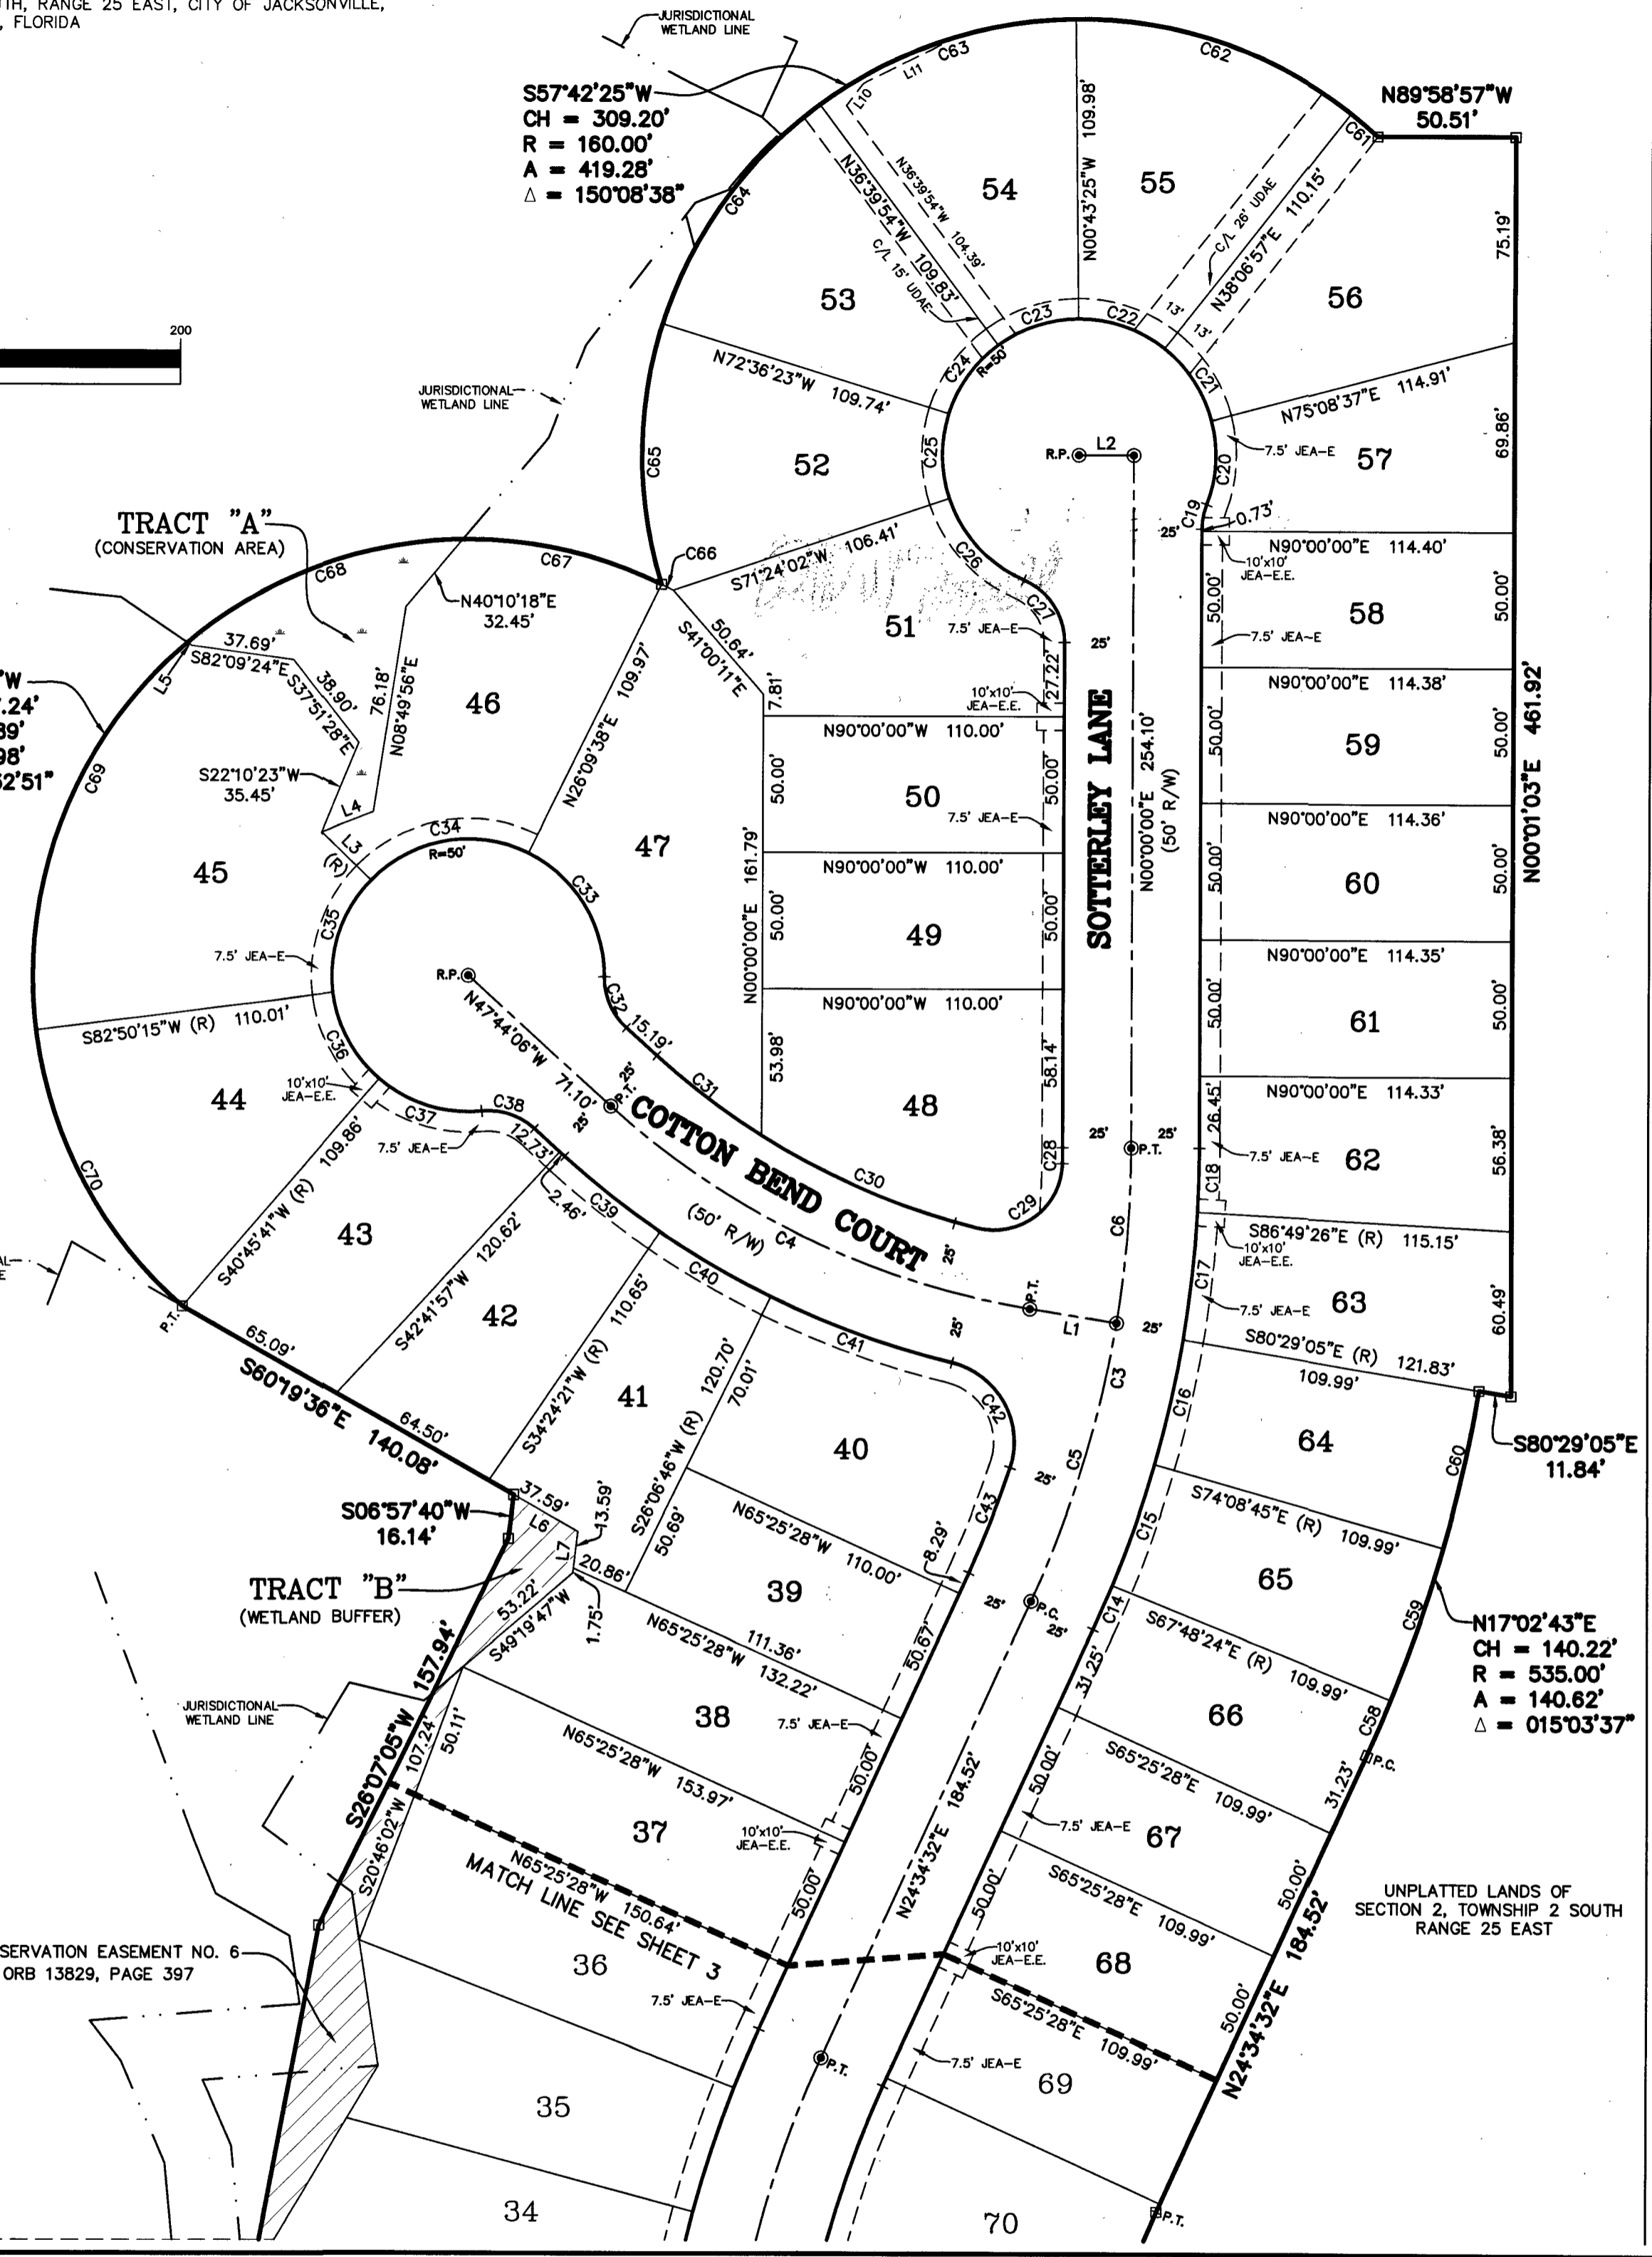 TH, RANGE 25 EAST, CITY OF JACKSONVILLE,
, FLORIDA
JURISDICTIONAL
WETLAND LINE
S57°42'25"W
CH = 309.20'
R = 160.00'
A = 419.28'
Δ = 150°08'38"
C63
C62
L11
L10
N89°58'57"W
50.51'
C61
C64
N36°39'54"W 109.83'
C/L 15' UDAE
N36°39'54"W 104.39'
54
N00°43'25"W 109.98'
55
C/L 26' UDAE
N38°06'57"E 110.15'
75.19'
53
56
200
13'
13'
C23
C22
C24
R=50'
C21
N72°36'23"W 109.74'
N75°08'37"E 114.91'
JURISDICTIONAL
WETLAND LINE
C65
52
C25
R.P.
L2
7.5' JEA-E
57
69.86'
C20
TRACT "A"
(CONSERVATION AREA)
C19
0.73'
25'
C68
C67
C66
S71°24'02"W 106.41'
C26
N90°00'00"E 114.40'
10'x10'
JEA-E.E.
N40°10'18"E
32.45'
C27
51
7.5' JEA-E
25'
50.00'
58
50.00'
7.5' JEA-E
37.69'
S82°09'24"E
L5
38.90'
S37°51'28"E
76.18'
N08°49'56"E
46
N26°09'38"E 109.97'
50.64'
S41°00'11"E
7.81'
10'x10'
JEA-E.E.
27.22'
N90°00'00"E 114.38'
"W
.24'
39'
98'
52'51"
N90°00'00"W 110.00'
SOTTERLEY LANE
N00°00'00"E 254.10'
(50' R/W)
50.00'
59
50.00'
N00°01'03"E 461.92'
C69
S22°10'23"W
35.45'
L4
L3
(R)
50.00'
50
7.5' JEA-E
50.00'
N90°00'00"E 114.36'
C34
R=50'
47
45
C33
N00°00'00"E 161.79'
N90°00'00"W 110.00'
50.00'
60
50.00'
C35
50.00'
49
50.00'
7.5' JEA-E
R.P.
N90°00'00"E 114.35'
N90°00'00"W 110.00'
S82°50'15"W (R) 110.01'
C32
15.19'
N47°44'06"W 71.10'
50.00'
61
50.00'
C36
10'x10'
JEA-E.E.
25'
P.T.
25'
C31
53.98'
58.14'
N90°00'00"E 114.33'
44
C37
C38
7.5' JEA-E
12.73'
COTTON BEND COURT
48
26.45'
25'
25'
P.T.
7.5' JEA-E
62
56.38'
C28
C18
C70
S40°45'41"W (R) 109.86'
2.46'
C39
C30
C29
43
S42°41'57"W 120.62'
(50' R/W)
C4
25'
C6
S86°49'26"E (R) 115.15'
10'x10'
JEA-E.E.
C40
C17
P.T.
7.5' JEA-E
63
60.49'
P.T.
42
S34°24'21"W (R) 110.65'
L1
25'
25'
C41
S80°29'05"E (R) 121.83'
65.09'
S60°19'36"E 140.08'
64.50'
41
120.70'
70.01'
S26°06'46"W (R)
50.69'
40
C42
C3
C16
109.99'
64
C60
S80°29'05"E
11.84'
C5
25'
37.59'
S06°57'40"W
16.14'
L6
L7
13.59'
N65°25'28"W 110.00'
C43
C15
S74°08'45"E (R) 109.99'
TRACT "B"
(WETLAND BUFFER)
20.86'
8.29'
39
65
53.22'
S49°19'47"W
1.75'
25'
P.C.
25'
C14
C59
N17°02'43"E
CH = 140.22'
R = 535.00'
A = 140.62'
Δ = 015°03'37"
111.36'
N65°25'28"W 132.22'
50.67'
31.25'
S67°48'24"E (R) 109.99'
157.94'
S26°07'05"W
107.24'
50.11'
JURISDICTIONAL
WETLAND LINE
38
7.5' JEA-E
66
C58
P.C.
N65°25'28"W 153.97'
50.00'
184.52'
N24°34'32"E
50.00'
S65°25'28"E 109.99'
31.23'
37
10'x10'
JEA-E.E.
7.5' JEA-E
67
S20°46'02"W
N65°25'28"W 150.64'
MATCH LINE SEE SHEET 3
50.00'
50.00'
S65°25'28"E 109.99'
50.00'
UNPLATTED LANDS OF
SECTION 2, TOWNSHIP 2 SOUTH
RANGE 25 EAST
SERVATION EASEMENT NO. 6
ORB 13829, PAGE 397
36
7.5' JEA-E
10'x10'
JEA-E.E.
68
S65°25'28"E 109.99'
50.00'
N24°34'32"E 184.52'
P.T.
7.5' JEA-E
69
35
34
70
P.T.